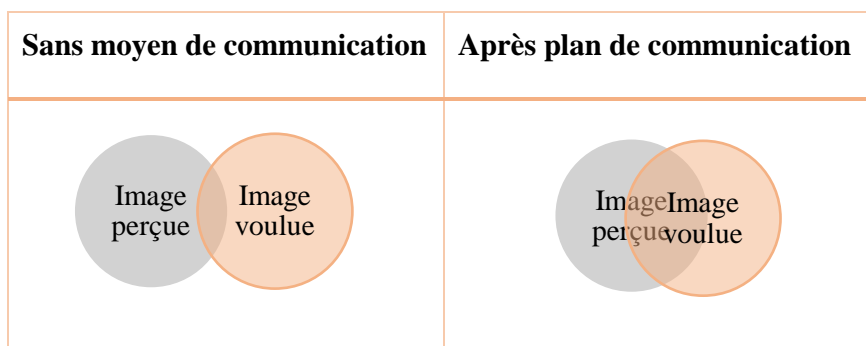 Sans moyen de communication
Après plan de communication
Image
perçue
Image
voulue
Image
perçue
Image
voulue